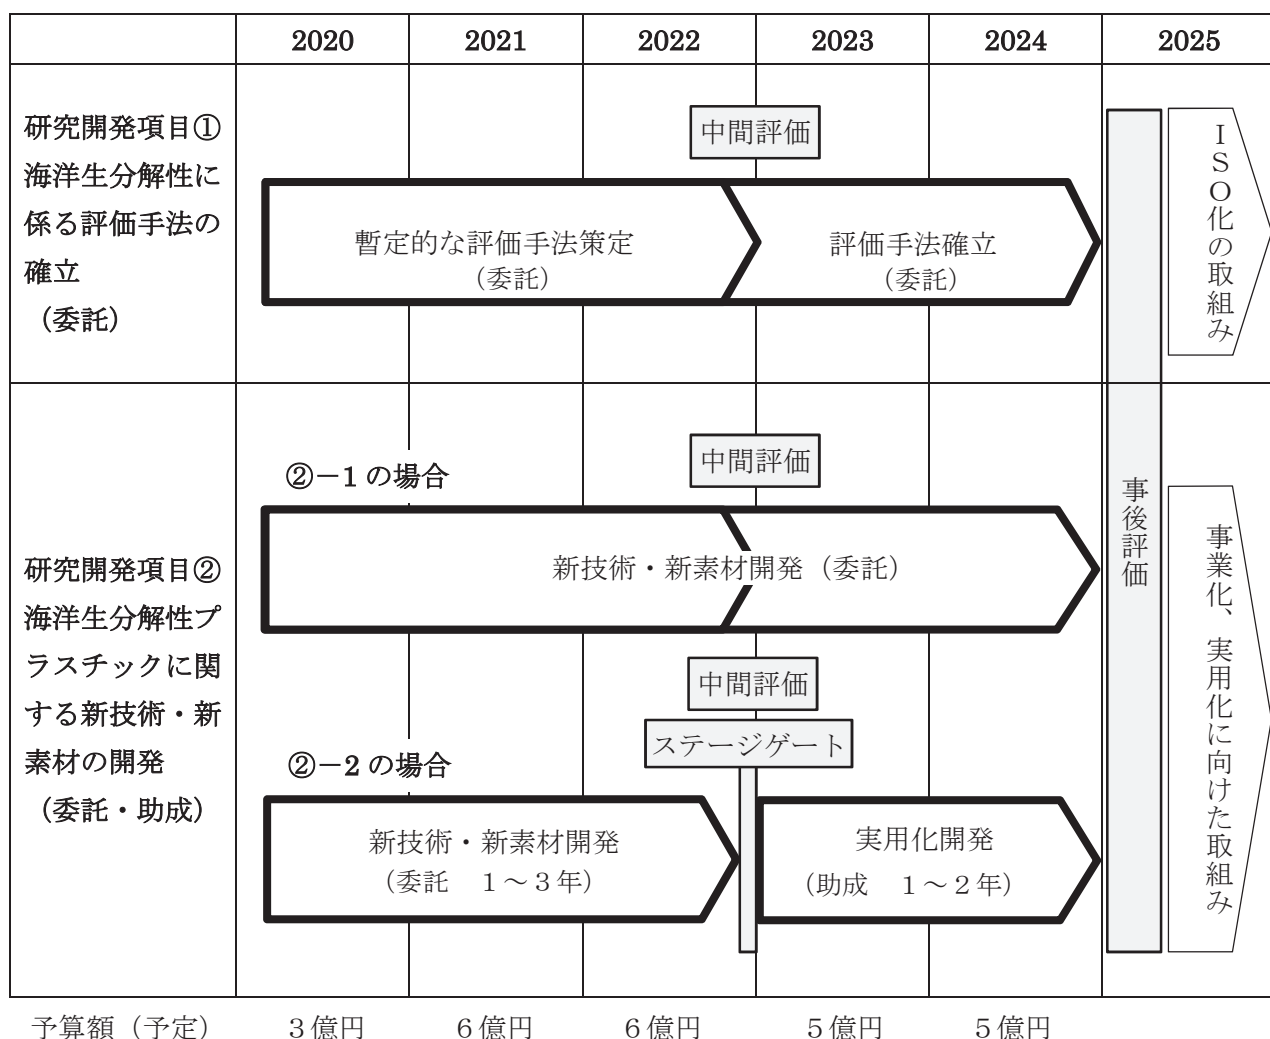 2020 2021 2022 2023 2024 2025
研究開発項目①
海洋生分解性に
係る評価手法の
確立
（委託）
中間評価
暫定的な評価手法策定
（委託）
評価手法確立
（委託）
ＩＳＯ化の取組み
事後評価
研究開発項目②
海洋生分解性プ
ラスチックに関
する新技術・新
素材の開発
（委託・助成）
②－1 の場合
中間評価
新技術・新素材開発（委託）
中間評価
ステージゲート
②－2 の場合
新技術・新素材開発
（委託　１～３年）
実用化開発
（助成　１～２年）
事業化、実用化に向けた取組み
予算額（予定） ３億円 ６億円 ６億円 ５億円 ５億円